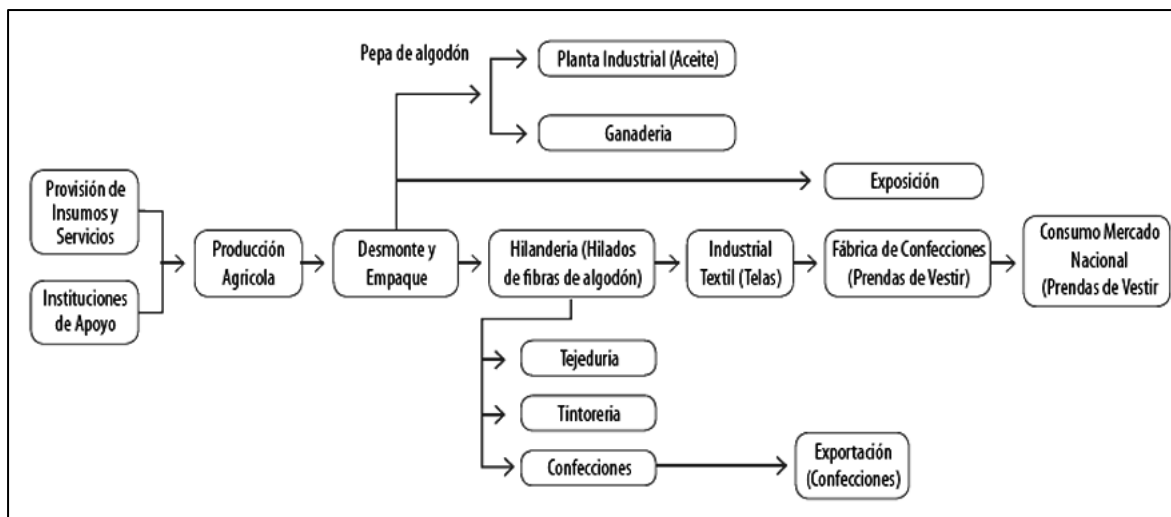 Pepa de algodón
Planta Industrial (Aceite)
Ganaderia
Exposición
Provisión de
Insumos y
Servicios
Instituciones
de Apoyo
Producción
Agricola
Desmonte y
Empaque
Hilanderia (Hilados
de fibras de algodón)
Industrial
Textil (Telas)
Fábrica de Confecciones
(Prendas de Vestir)
Consumo Mercado
Nacional
(Prendas de Vestir
Tejeduria
Tintoreria
Confecciones
Exportación
(Confecciones)